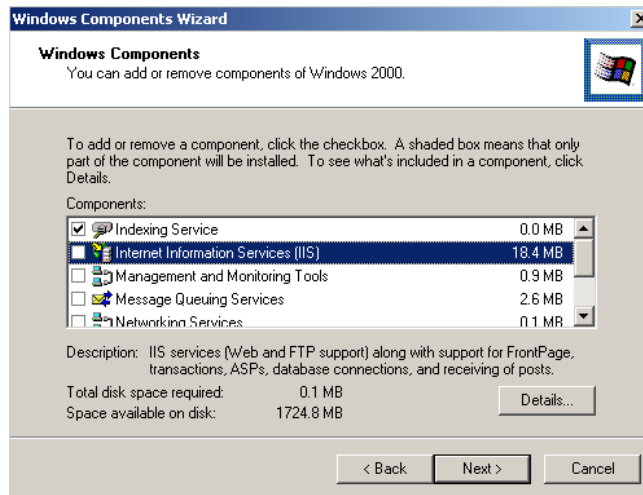 Windows Components Wizard
Windows Components
You can add or remove components of Windows 2000.
To add or remove a component, click the checkbox. A shaded box means that only
part of the component will be installed. To see what's included in a component, click
Details.
Components:
Indexing Service 0.0 MB
Internet Information Services (IIS) 18.4 MB
Management and Monitoring Tools 0.9 MB
Message Queuing Services 2.6 MB
Networking Services 0.1 MB
Description: IIS services (Web and FTP support) along with support for FrontPage,
transactions, ASPs, database connections, and receiving of posts.
Total disk space required: 0.1 MB
Space available on disk: 1724.8 MB
Details...
< Back Next > Cancel